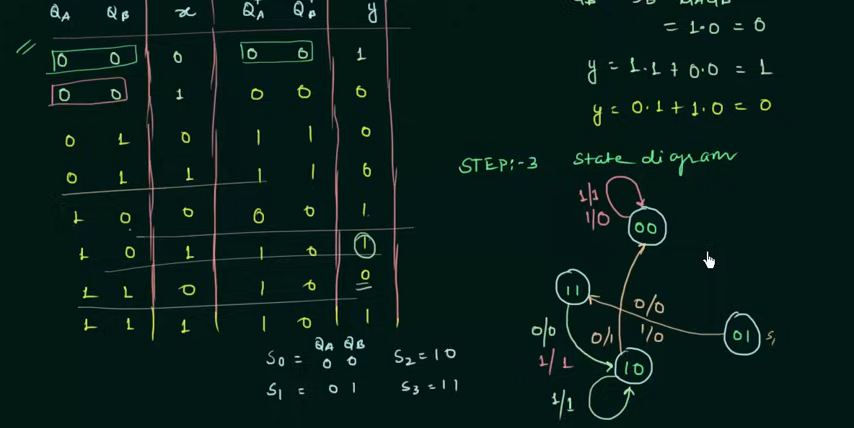 QA QB x QA+ QB+ y
0 0 0 0 0 1
0 0 1 0 0 0
0 1 0 1 1 0
0 1 1 1 1 0
1 0 0 0 0 1
1 0 1 1 0 1
1 1 0 1 0 0
1 1 1 1 0 1
QA QB
S0 = 0 0 S2 = 10
S1 = 0 1 S3 = 11
= 1.0 = 0
y = 1.1 + 0.0 = 1
y = 0.1 + 1.0 = 0
STEP:-3 state diagram
1/1
1/0
00
11
0/0
1/0
01 S1
0/0
1/1
0/1
10
1/1